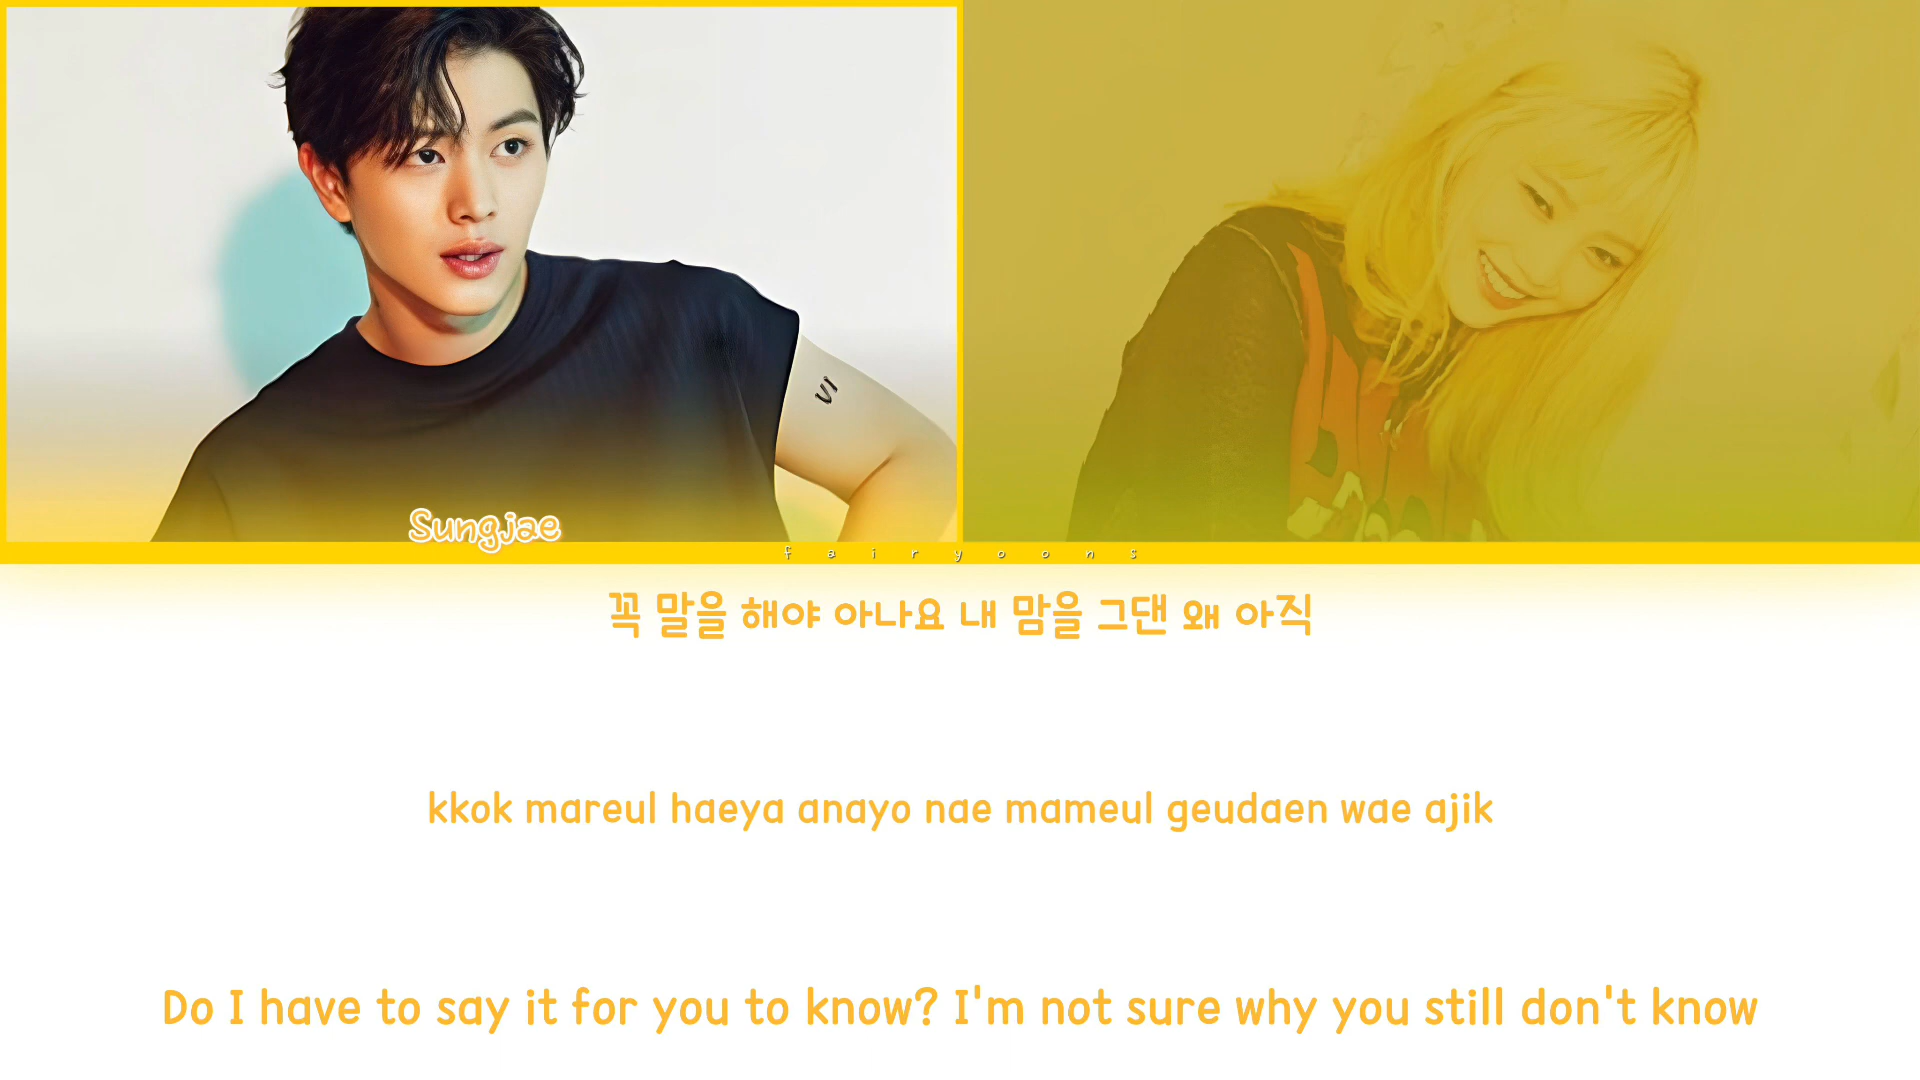 VI
Sungjae
fairyoons
꼭 말을 해야 아나요 내 맘을 그댄 왜 아직
kkok mareul haeya anayo nae mameul geudaen wae ajik
Do I have to say it for you to know? I'm not sure why you still don't know